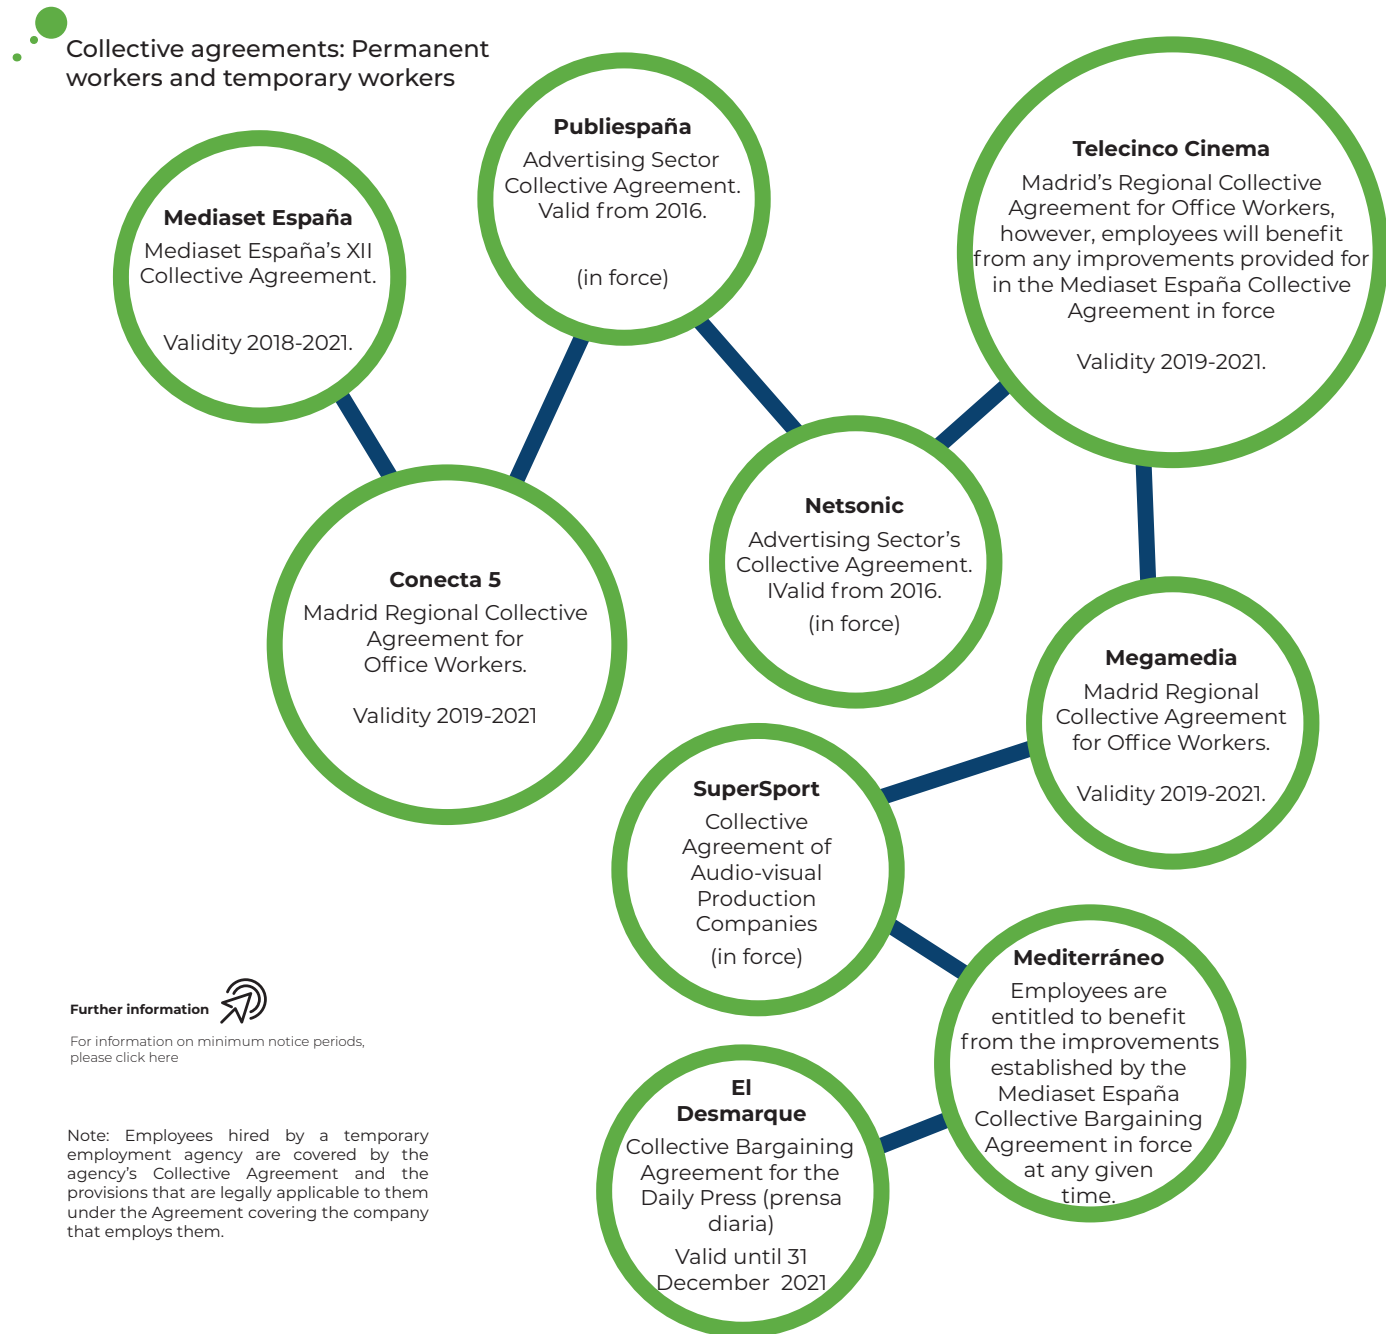 Collective agreements: Permanent
workers and temporary workers
Mediaset España
Mediaset España’s XII
Collective Agreement.
Validity 2018-2021.
Publiespaña
Advertising Sector
Collective Agreement.
Valid from 2016.
(in force)
Telecinco Cinema
Madrid’s Regional Collective
Agreement for Office Workers,
however, employees will benefit
from any improvements provided for
in the Mediaset España Collective
Agreement in force
Validity 2019-2021.
Conecta 5
Madrid Regional Collective
Agreement for
Office Workers.
Validity 2019-2021
Netsonic
Advertising Sector’s
Collective Agreement.
IValid from 2016.
(in force)
Megamedia
Madrid Regional
Collective Agreement
for Office Workers.
Validity 2019-2021.
SuperSport
Collective
Agreement of
Audio-visual
Production
Companies
(in force)
Mediterráneo
Employees are
entitled to benefit
from the improvements
established by the
Mediaset España
Collective Bargaining
Agreement in force
at any given
time.
El
Desmarque
Collective Bargaining
Agreement for the
Daily Press (prensa
diaria)
Valid until 31
December 2021
Further information
For information on minimum notice periods,
please click here
Note: Employees hired by a temporary
employment agency are covered by the
agency’s Collective Agreement and the
provisions that are legally applicable to them
under the Agreement covering the company
that employs them.